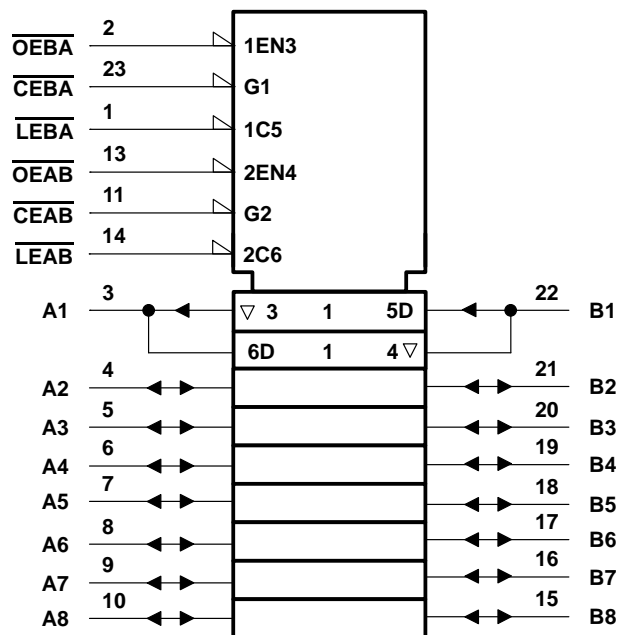 OEBA 2 1EN3
CEBA 23 G1
LEBA 1 1C5
OEAB 13 2EN4
CEAB 11 G2
LEAB 14 2C6
A1 3 ▽ 3 1 5D 22 B1
6D 1 4 ▽
A2 4 21 B2
A3 5 20 B3
A4 6 19 B4
A5 7 18 B5
A6 8 17 B6
A7 9 16 B7
A8 10 15 B8